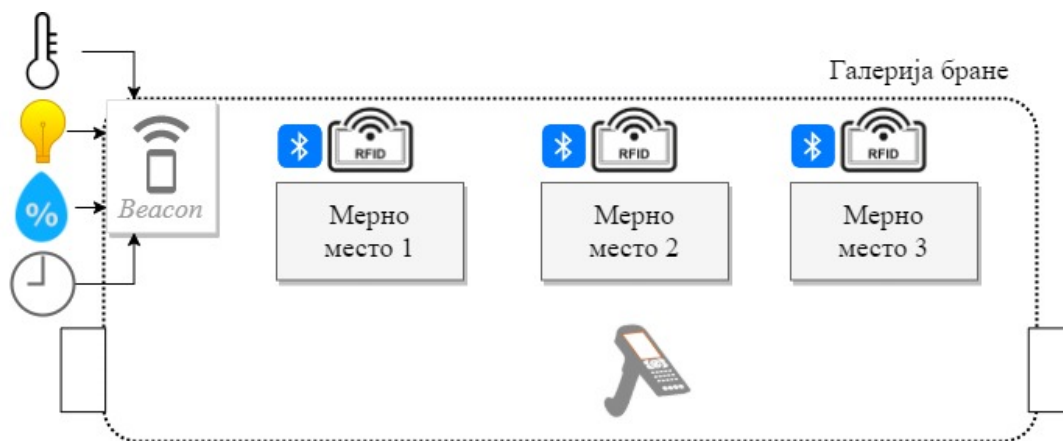 Галерија бране
RFID
RFID
RFID
%
Beacon
Мерно
место 1
Мерно
место 2
Мерно
место 3